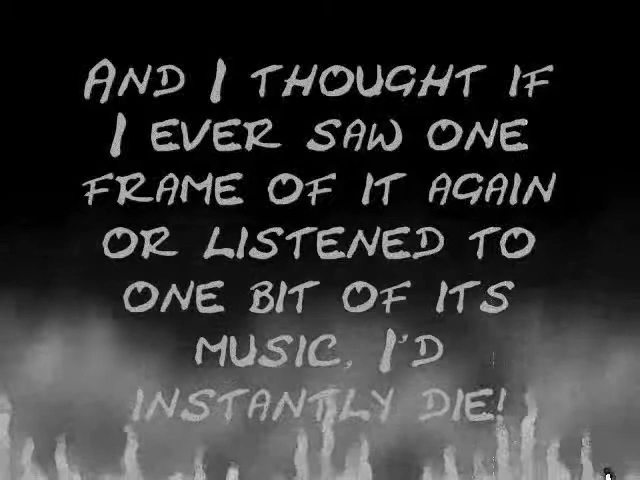 AND I THOUGHT IF
I EVER SAW ONE
FRAME OF IT AGAIN
OR LISTENED TO
ONE BIT OF ITS
MUSIC, I'D
INSTANTLY DIE!